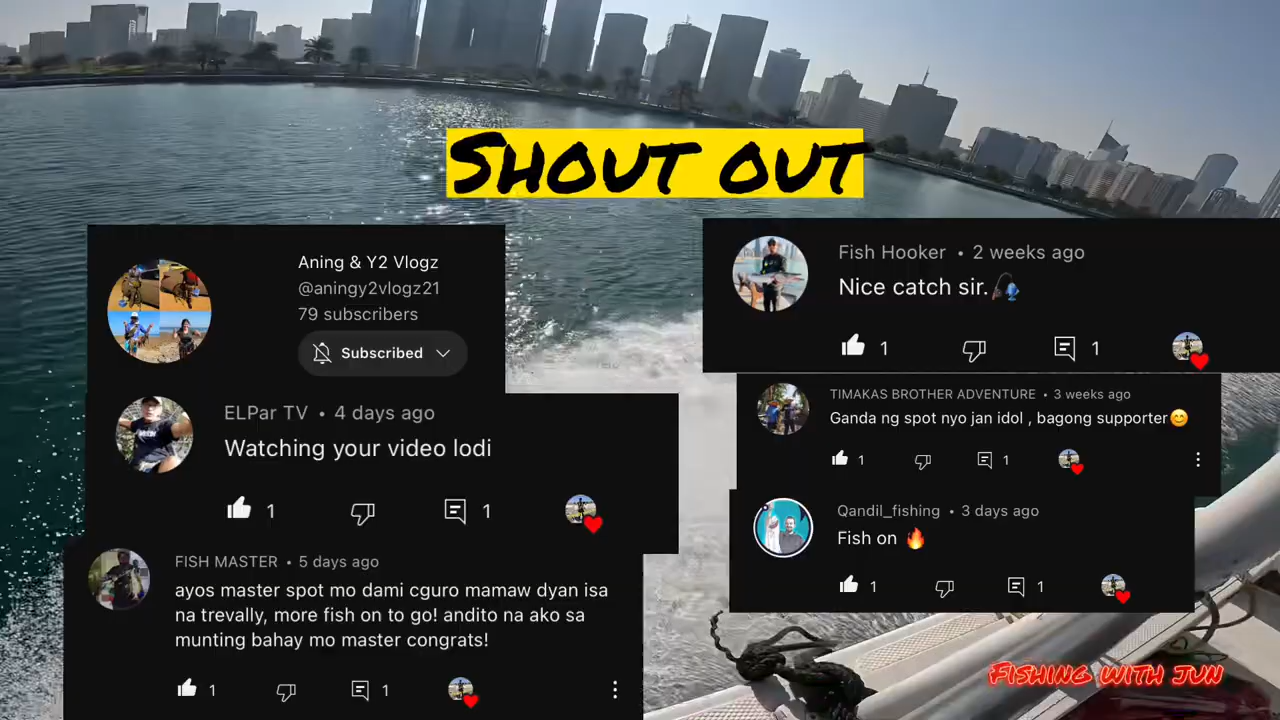 SHOUT OUT
Aning & Y2 Vlogz
@aningy2vlogz21
79 subscribers
Subscribed
ELPar TV • 4 days ago
Watching your video lodi
1
1
FISH MASTER • 5 days ago
ayos master spot mo dami cguro mamaw dyan isa
na trevally, more fish on to go! andito na ako sa
munting bahay mo master congrats!
1
1
Fish Hooker • 2 weeks ago
Nice catch sir.🎣
1
1
TIMAKAS BROTHER ADVENTURE • 3 weeks ago
Ganda ng spot nyo jan idol , bagong supporter😊
1
1
Qandil_fishing • 3 days ago
Fish on 🔥
1
1
FISHING WITH JUN